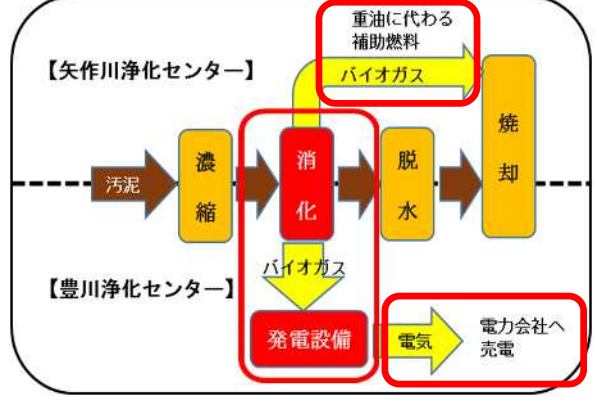 重油に代わる
補助燃料
【矢作川浄化センター】
バイオガス
汚泥
濃縮
消化
脱水
焼却
バイオガス
【豊川浄化センター】
発電設備
電気
電力会社へ
売電